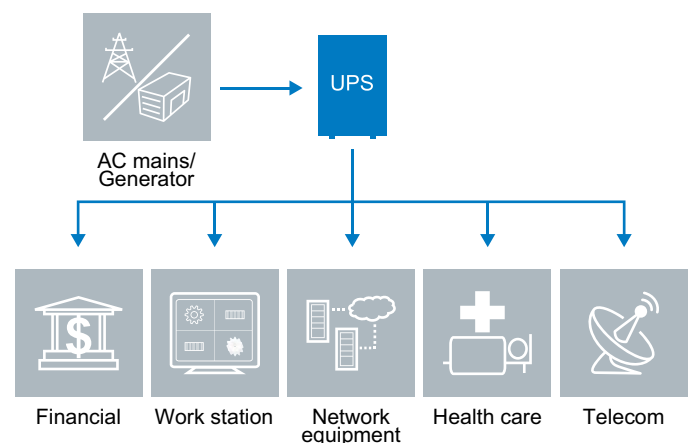 UPS
AC mains/
Generator
$
Financial
Work station
Network
equipment
Health care
Telecom